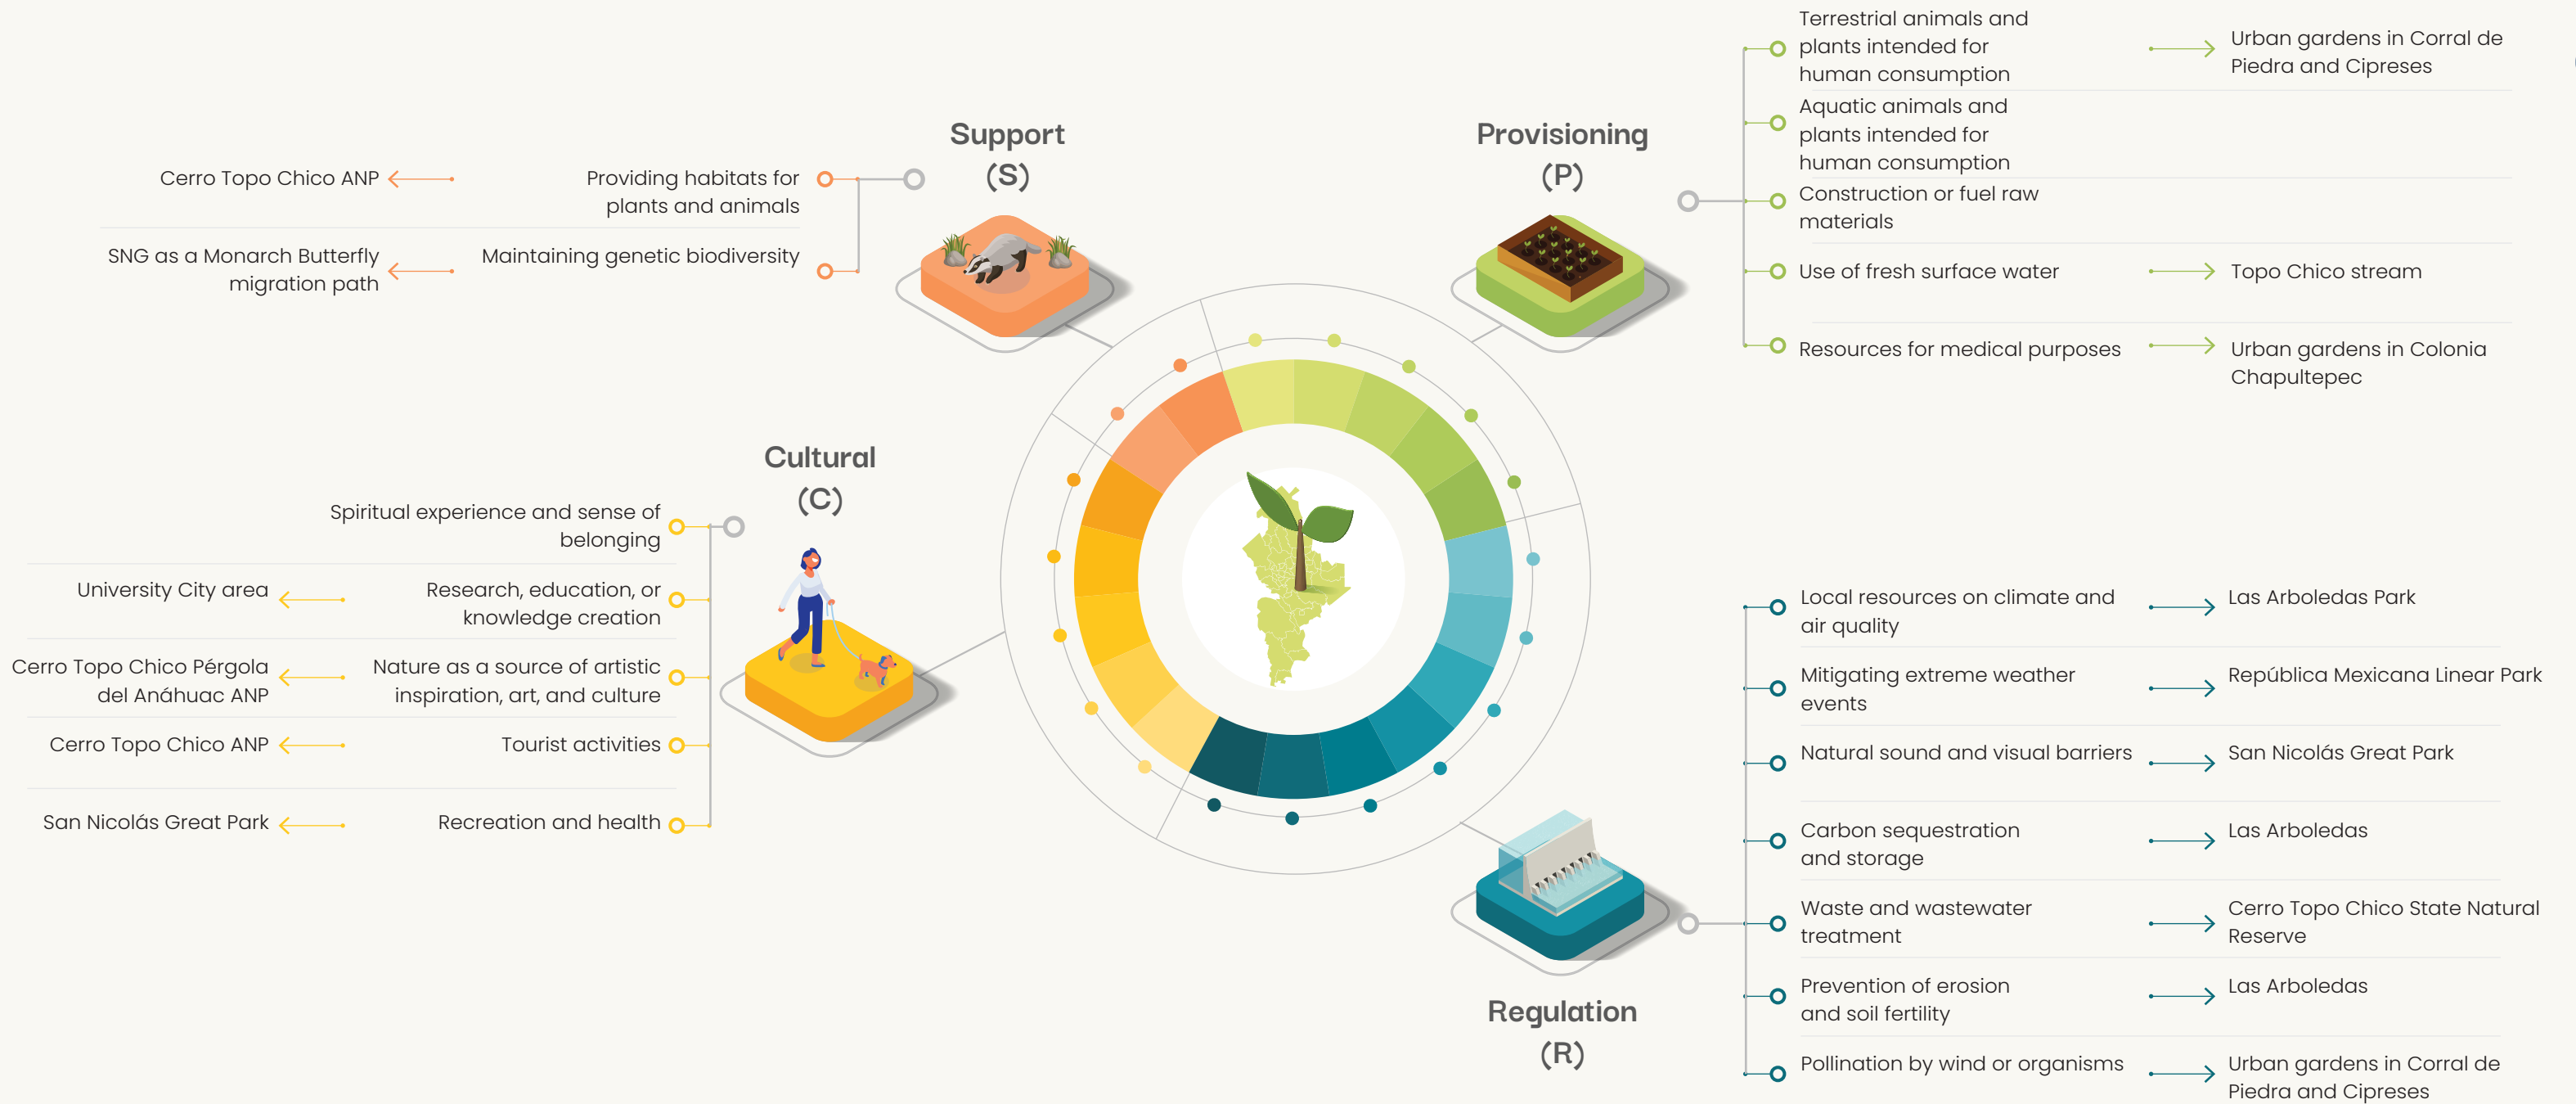 Support
(S)
Cerro Topo Chico ANP
Providing habitats for
plants and animals
SNG as a Monarch Butterfly
migration path
Maintaining genetic biodiversity
Provisioning
(P)
Terrestrial animals and
plants intended for
human consumption
Urban gardens in Corral de
Piedra and Cipreses
Aquatic animals and
plants intended for
human consumption
Construction or fuel raw
materials
Use of fresh surface water
Topo Chico stream
Resources for medical purposes
Urban gardens in Colonia
Chapultepec
Cultural
(C)
Spiritual experience and sense of
belonging
University City area
Research, education, or
knowledge creation
Cerro Topo Chico Pérgola
del Anáhuac ANP
Nature as a source of artistic
inspiration, art, and culture
Cerro Topo Chico ANP
Tourist activities
San Nicolás Great Park
Recreation and health
Regulation
(R)
Local resources on climate and
air quality
Las Arboledas Park
Mitigating extreme weather
events
República Mexicana Linear Park
Natural sound and visual barriers
San Nicolás Great Park
Carbon sequestration
and storage
Las Arboledas
Waste and wastewater
treatment
Cerro Topo Chico State Natural
Reserve
Prevention of erosion
and soil fertility
Las Arboledas
Pollination by wind or organisms
Urban gardens in Corral de
Piedra and Cipreses